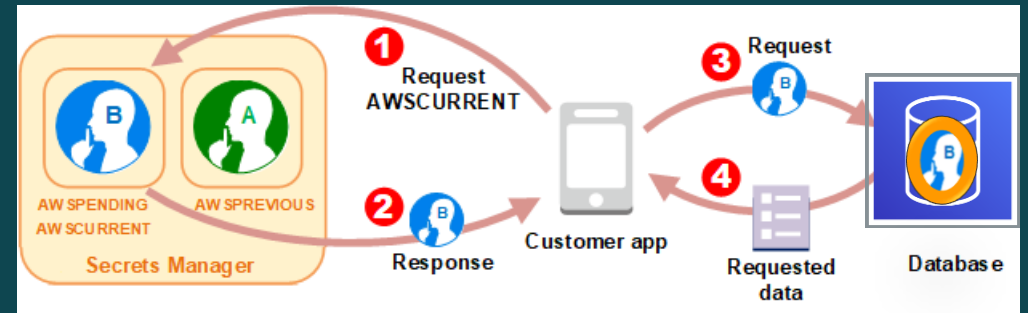 1
Request
AWSCURRENT
3
Request
B
B
A
B
AWSPENDING
AWSCURRENT
AWSPREVIOUS
2
B
Response
4
Customer app
Secrets Manager
Requested
data
Database